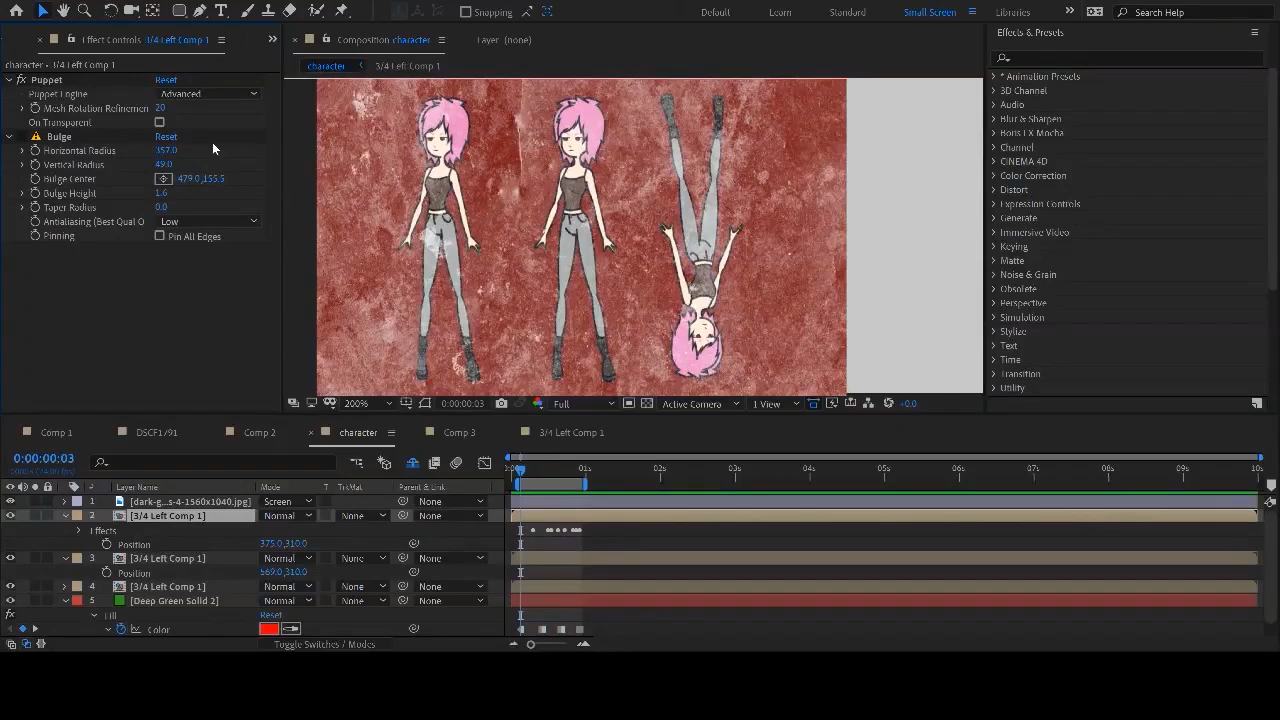 Snapping
Default
Learn
Standard
Small Screen
Libraries
Search Help
Effect Controls 3/4 Left Comp 1
Composition character
Layer (none)
Effects & Presets
character • 3/4 Left Comp 1
character
3/4 Left Comp 1
Puppet Reset
Puppet Engine Advanced
Mesh Rotation Refinemen 20
On Transparent
Bulge Reset
Horizontal Radius 357.0
Vertical Radius 49.0
Bulge Center 479.0,155.5
Bulge Height 1.6
Taper Radius 0.0
Antialiasing (Best Qual O Low
Pinning Pin All Edges
* Animation Presets
3D Channel
Audio
Blur & Sharpen
Boris FX Mocha
Channel
CINEMA 4D
Color Correction
Distort
Expression Controls
Generate
Immersive Video
Keying
Matte
Noise & Grain
Obsolete
Perspective
Simulation
Stylize
Text
Time
Transition
Utility
200% 0:00:00:03 Full Active Camera 1 View +0.0
Comp 1
DSCF1791
Comp 2
character
Comp 3
3/4 Left Comp 1
0:00:00:03
01s 02s 03s 04s 05s 06s 07s 08s 09s 10s
# Layer Name Mode T TrkMat Parent & Link
1 [dark-g...s-4-1560x1040.jpg] Screen None
2 [3/4 Left Comp 1] Normal None None
Effects
Position 375.0,310.0
3 [3/4 Left Comp 1] Normal None None
Position 569.0,310.0
4 [3/4 Left Comp 1] Normal None None
5 [Deep Green Solid 2] Normal None None
Fill Reset
Color
Toggle Switches / Modes